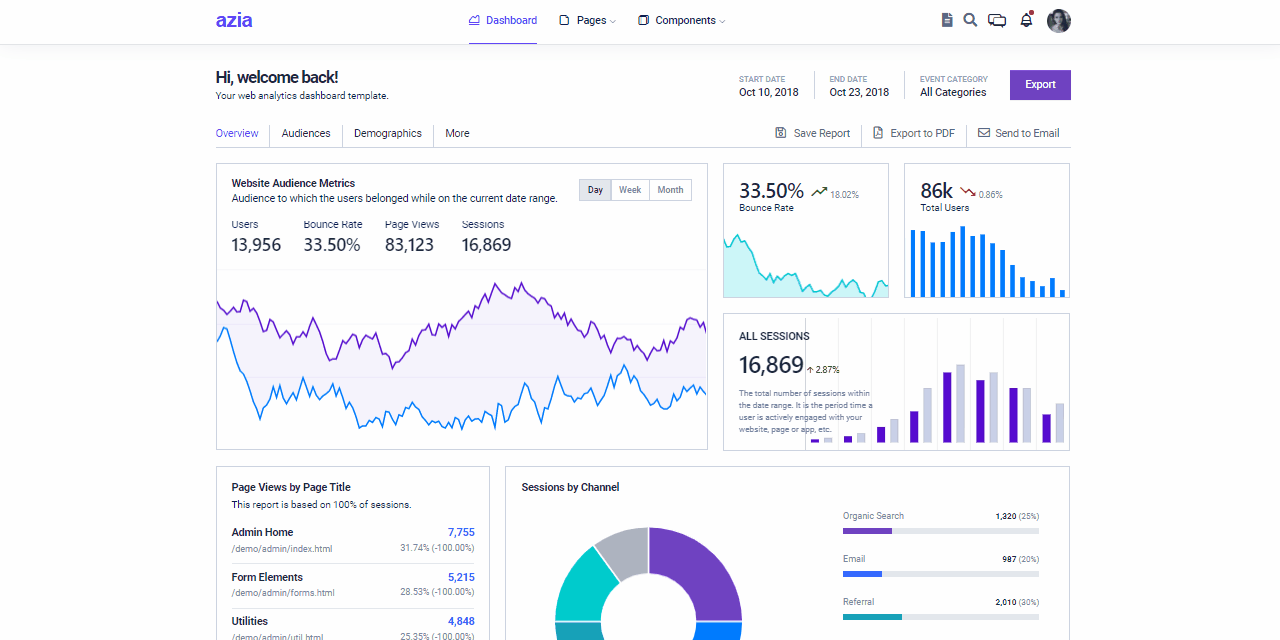 azia
Dashboard
Pages
Components
Hi, welcome back!
Your web analytics dashboard template.
START DATE
Oct 10, 2018
END DATE
Oct 23, 2018
EVENT CATEGORY
All Categories
Export
Overview
Audiences
Demographics
More
Save Report
Export to PDF
Send to Email
Website Audience Metrics
Audience to which the users belonged while on the current date range.
Day
Week
Month
Users
13,956
Bounce Rate
33.50%
Page Views
83,123
Sessions
16,869
33.50%
18.02%
Bounce Rate
86k
0.86%
Total Users
ALL SESSIONS
16,869
2.87%
The total number of sessions within
the date range. It is the period time a
user is actively engaged with your
website, page or app, etc.
Page Views by Page Title
This report is based on 100% of sessions.
Admin Home
7,755
/demo/admin/index.html
31.74% (-100.00%)
Form Elements
5,215
/demo/admin/forms.html
28.53% (-100.00%)
Utilities
4,848
/demo/admin/util.html
25.35% (-100.00%)
Sessions by Channel
Organic Search
1,320 (25%)
Email
987 (20%)
Referral
2,010 (30%)